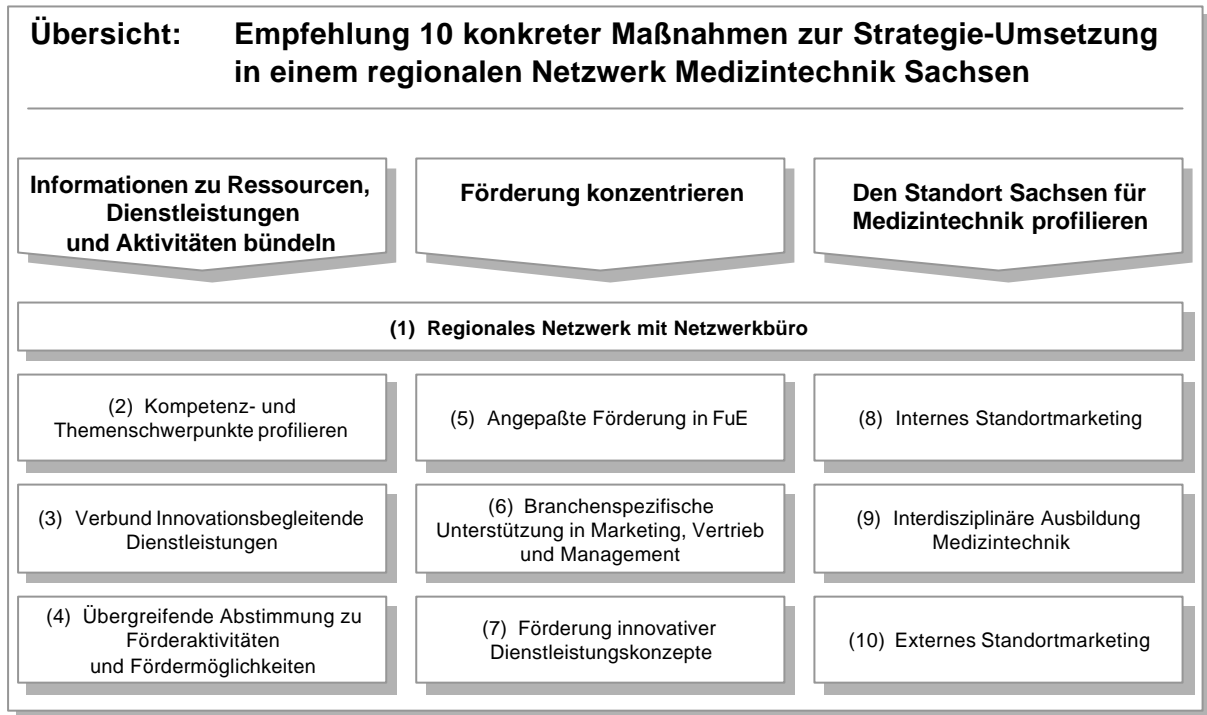 Übersicht: Empfehlung 10 konkreter Maßnahmen zur Strategie-Umsetzung
in einem regionalen Netzwerk Medizintechnik Sachsen
Informationen zu Ressourcen,
Dienstleistungen
und Aktivitäten bündeln
Förderung konzentrieren
Den Standort Sachsen für
Medizintechnik profilieren
(1) Regionales Netzwerk mit Netzwerkbüro
(2) Kompetenz- und
Themenschwerpunkte profilieren
(5) Angepaßte Förderung in FuE
(8) Internes Standortmarketing
(3) Verbund Innovationsbegleitende
Dienstleistungen
(6) Branchenspezifische
Unterstützung in Marketing, Vertrieb
und Management
(9) Interdisziplinäre Ausbildung
Medizintechnik
(4) Übergreifende Abstimmung zu
Förderaktivitäten
und Fördermöglichkeiten
(7) Förderung innovativer
Dienstleistungskonzepte
(10) Externes Standortmarketing